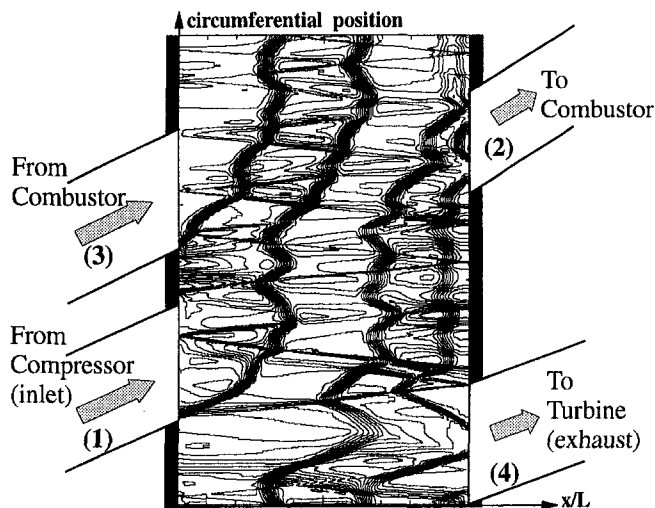 circumferential position
To
Combustor
(2)
From
Combustor
(3)
From
Compressor
(inlet)
(1)
To
Turbine
(exhaust)
(4)
x/L